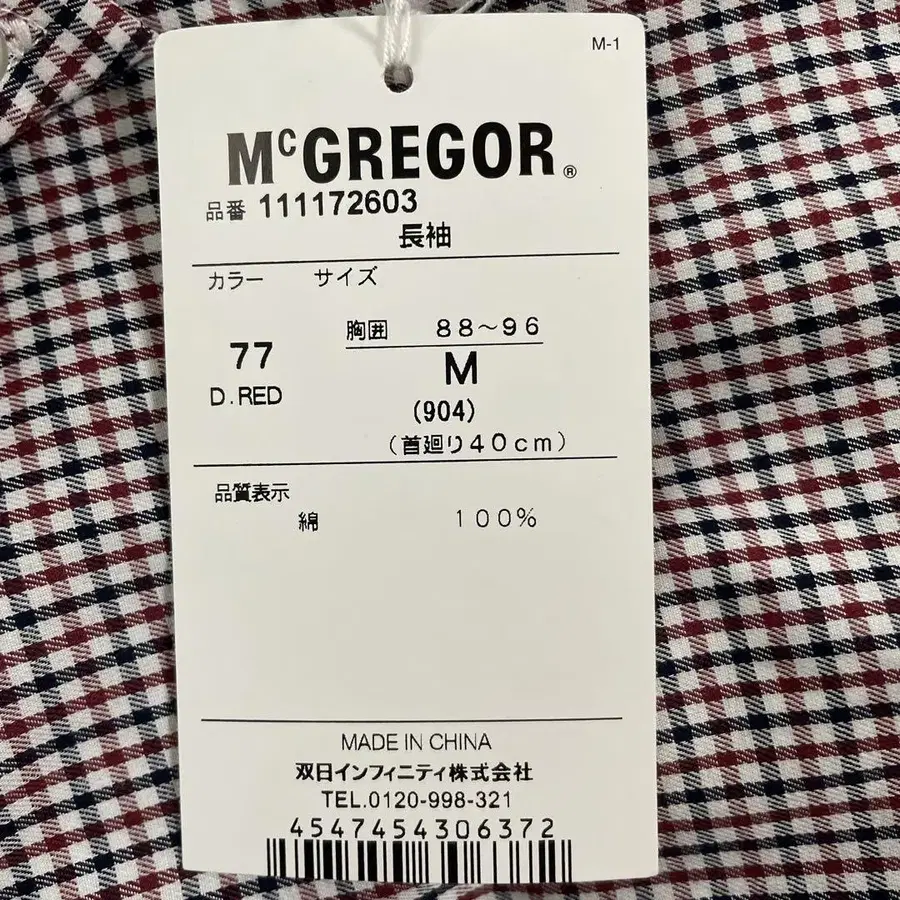 M-1
McGREGOR®
品番 111172603
長袖
カラー サイズ
胸囲 88〜96
77 M
D.RED (904)
(首廻り40cm)
品質表示
綿 100%
MADE IN CHINA
双日インフィニティ株式会社
TEL.0120-998-321
4547454306372